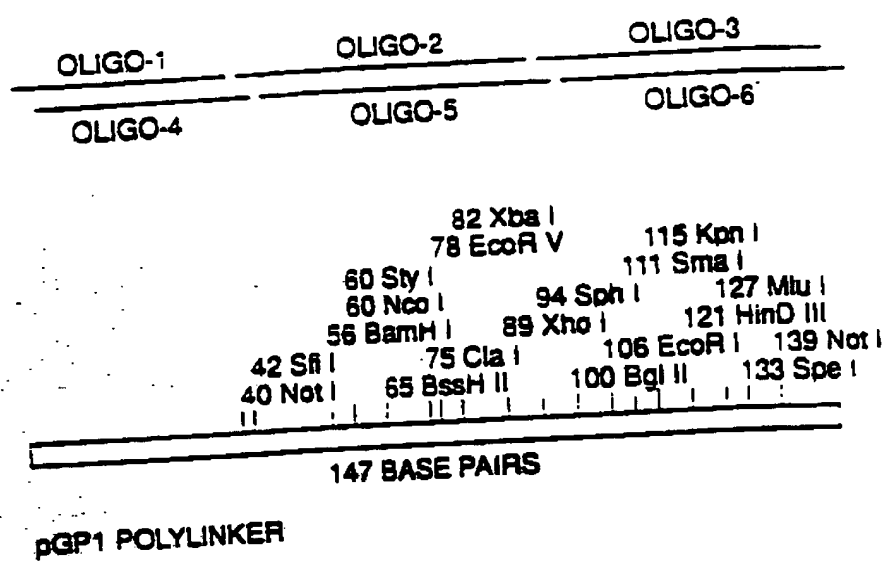 OLIGO-1
OLIGO-2
OLIGO-3
OLIGO-4
OLIGO-5
OLIGO-6
82 Xba I
78 EcoR V
115 Kpn I
111 Sma I
60 Sty I
60 Nco I
94 Sph I
127 Mlu I
56 BamH I
89 Xho I
121 HinD III
42 Sfi I
75 Cla I
106 EcoR I
139 Not I
40 Not I
65 BssH II
100 Bgl II
133 Spe I
147 BASE PAIRS
pGP1 POLYLINKER